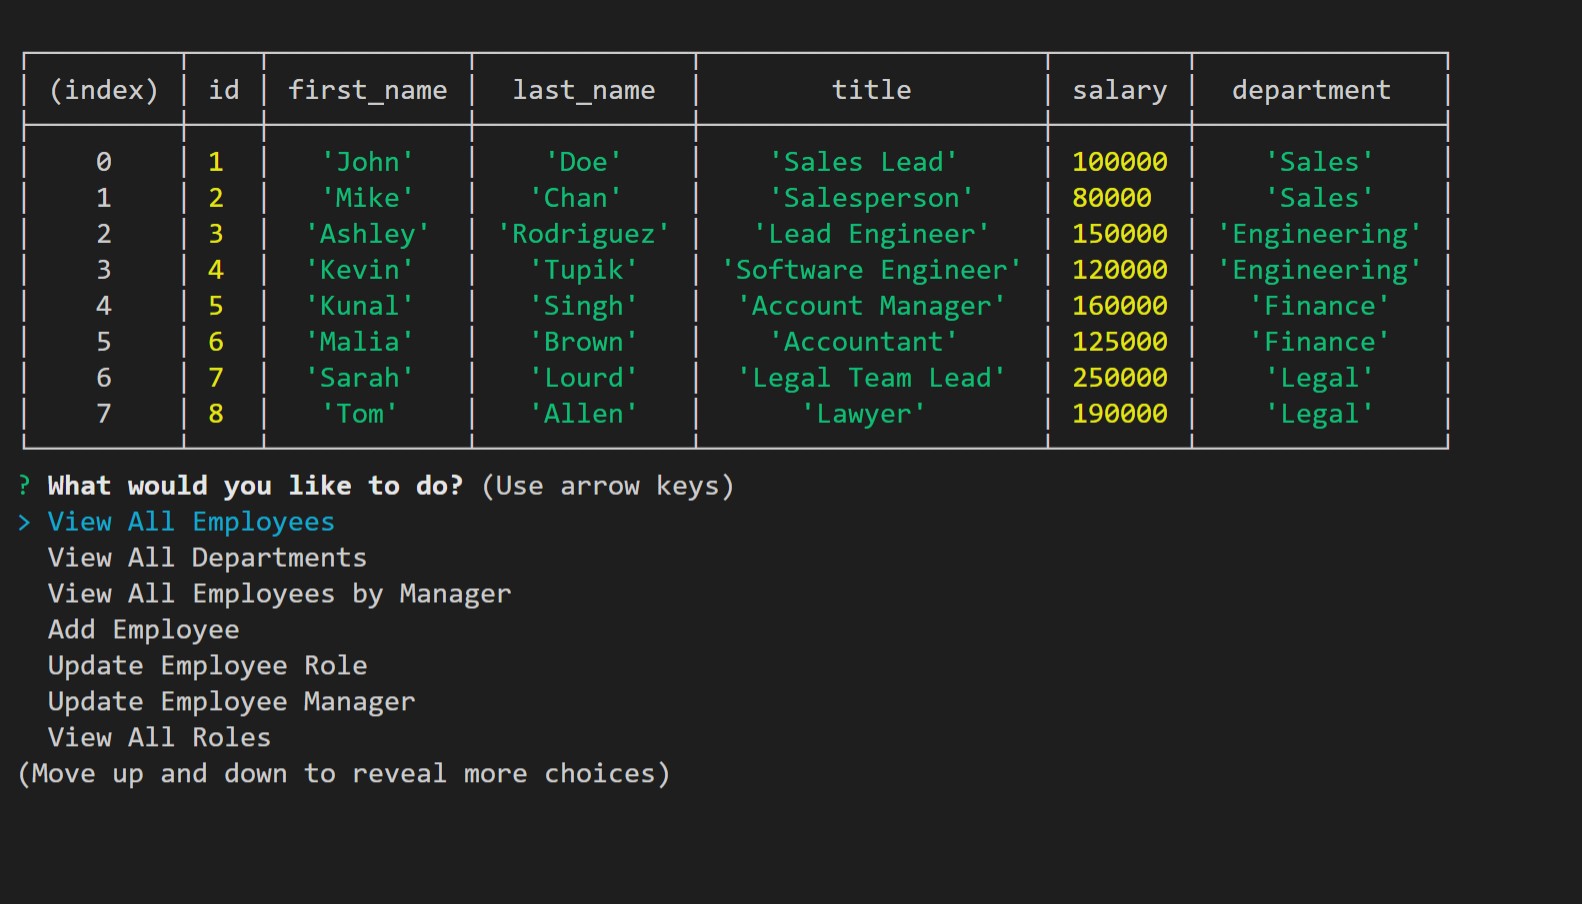 (index) id first_name last_name title salary department
0 1 'John' 'Doe' 'Sales Lead' 100000 'Sales'
1 2 'Mike' 'Chan' 'Salesperson' 80000 'Sales'
2 3 'Ashley' 'Rodriguez' 'Lead Engineer' 150000 'Engineering'
3 4 'Kevin' 'Tupik' 'Software Engineer' 120000 'Engineering'
4 5 'Kunal' 'Singh' 'Account Manager' 160000 'Finance'
5 6 'Malia' 'Brown' 'Accountant' 125000 'Finance'
6 7 'Sarah' 'Lourd' 'Legal Team Lead' 250000 'Legal'
7 8 'Tom' 'Allen' 'Lawyer' 190000 'Legal'
? What would you like to do? (Use arrow keys)
> View All Employees
View All Departments
View All Employees by Manager
Add Employee
Update Employee Role
Update Employee Manager
View All Roles
(Move up and down to reveal more choices)